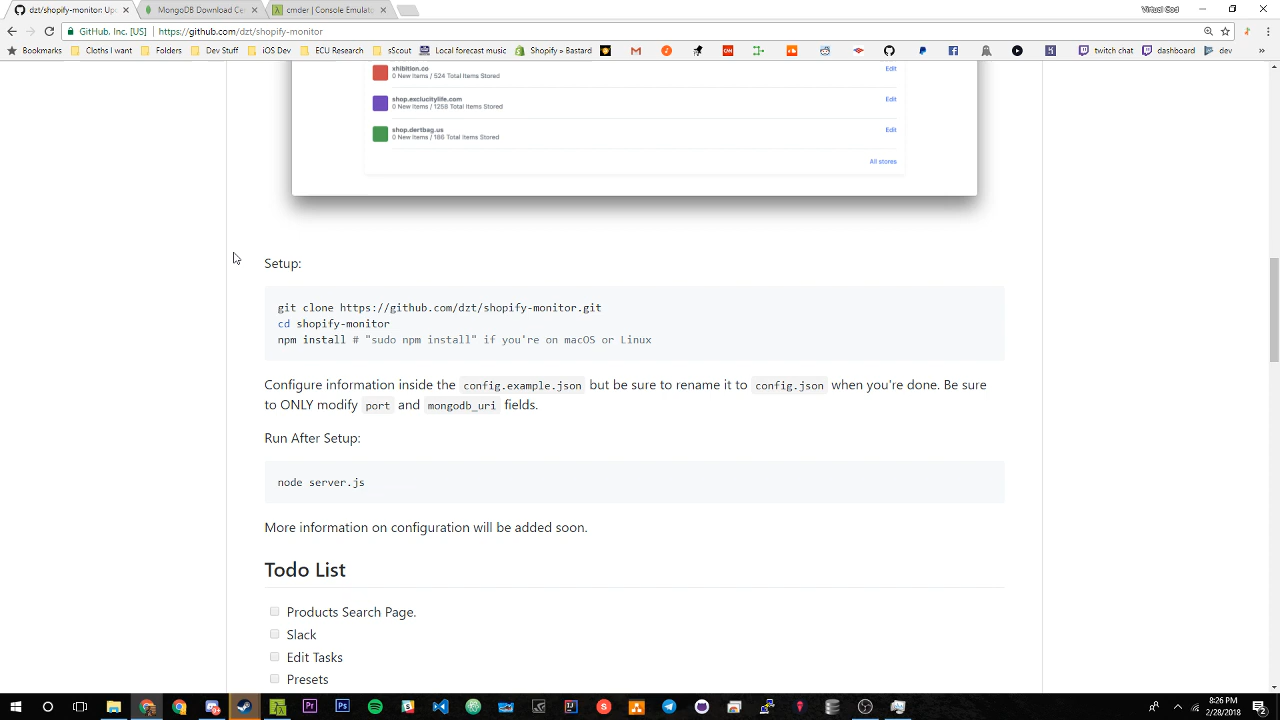 dzt/shopify-monitor Up
MongoDB Download Ce
cmder | Console Emulato
Virtual God
GitHub, Inc. [US]
https://github.com/dzt/shopify-monitor
Bookmarks
Goths I want
Folders
iOS Dev
ECU Research
Scout
Local Music
Shopify = Bastard
Twitch chat
dashboard
xhibition.co
Edit
0 New Items / 524 Total Items Stored
shop.exclucitylife.com
Edit
0 New Items / 1258 Total Items Stored
shop.dertbag.us
Edit
0 New Items / 186 Total Items Stored
All stores
Setup:
git clone https://github.com/dzt/shopify-monitor.git
cd shopify-monitor
npm install # "sudo npm install" if you're on macOS or Linux
Configure information inside the config.example.json but be sure to rename it to config.json when you're done. Be sure
to ONLY modify port and mongodb_uri fields.
Run After Setup:
node server.js
More information on configuration will be added soon.
Todo List
Products Search Page.
Slack
Edit Tasks
Presets
8:26 PM
2/28/2018